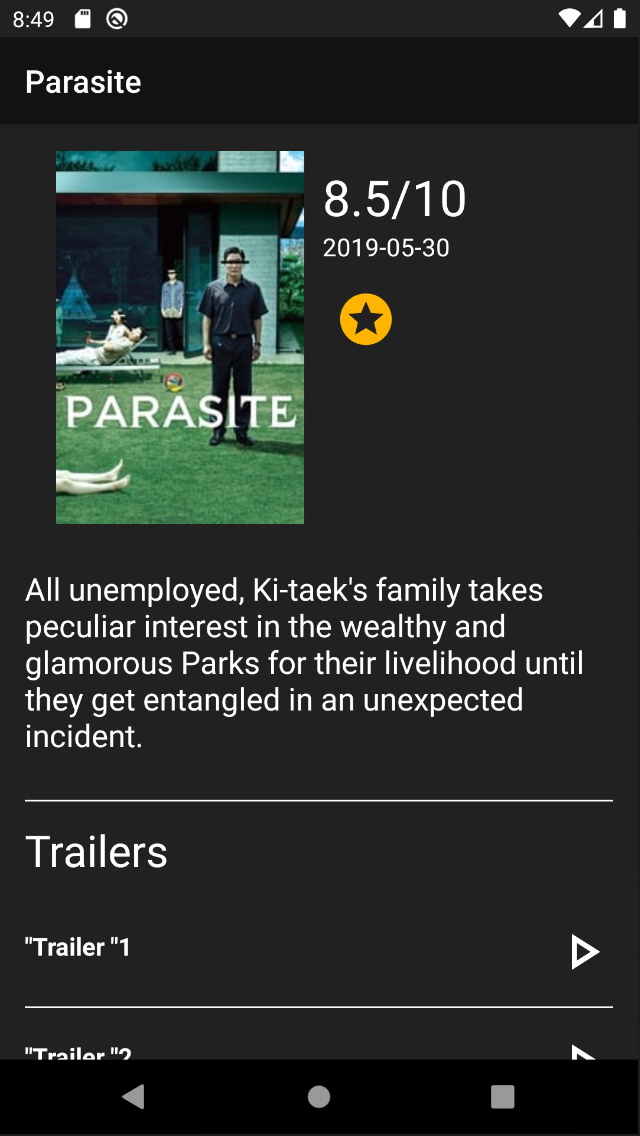 8:49
Parasite
PARASITE
8.5/10
2019-05-30
All unemployed, Ki-taek's family takes
peculiar interest in the wealthy and
glamorous Parks for their livelihood until
they get entangled in an unexpected
incident.
Trailers
"Trailer "1
"Trailer "2